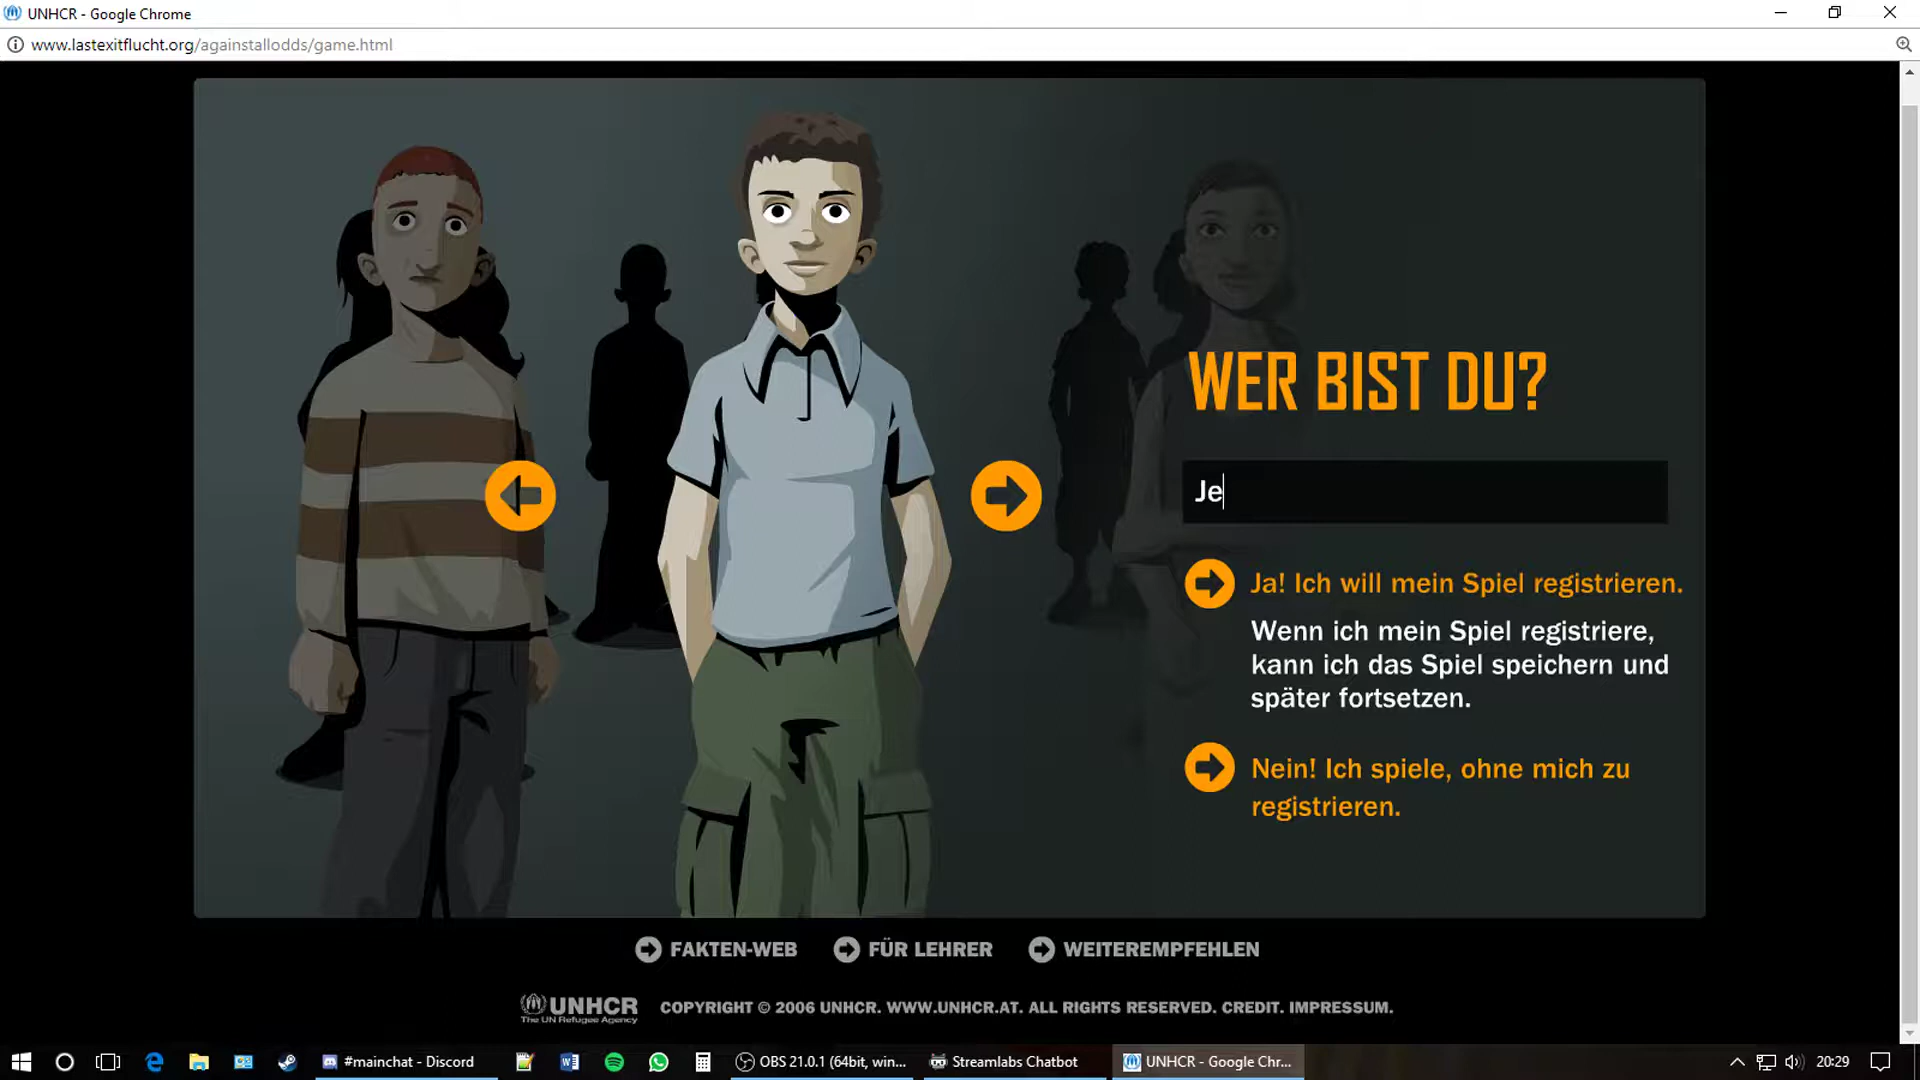 UNHCR - Google Chrome
www.lastexitflucht.org/againstallodds/game.html
WER BIST DU?
Je
Ja! Ich will mein Spiel registrieren.
Wenn ich mein Spiel registriere,
kann ich das Spiel speichern und
später fortsetzen.
Nein! Ich spiele, ohne mich zu
registrieren.
FAKTEN-WEB FÜR LEHRER WEITEREMPFEHLEN
UNHCR
The UN Refugee Agency
COPYRIGHT © 2006 UNHCR. WWW.UNHCR.AT. ALL RIGHTS RESERVED. CREDIT. IMPRESSUM.
#mainchat - Discord OBS 21.0.1 (64bit, win... Streamlabs Chatbot UNHCR - Google Chr... 20:29